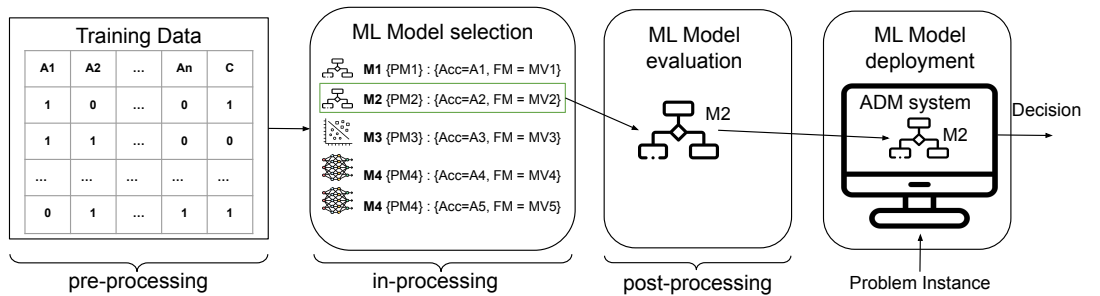 Training Data
A1 A2 ... An C
1 0 ... 0 1
1 1 ... 0 0
... ... ... ... ...
0 1 ... 1 1
pre-processing
ML Model selection
M1 {PM1} : {Acc=A1, FM = MV1}
M2 {PM2} : {Acc=A2, FM = MV2}
M3 {PM3} : {Acc=A3, FM = MV3}
M4 {PM4} : {Acc=A4, FM = MV4}
M4 {PM4} : {Acc=A5, FM = MV5}
in-processing
ML Model
evaluation
M2
post-processing
ML Model
deployment
ADM system
M2
Decision
Problem Instance